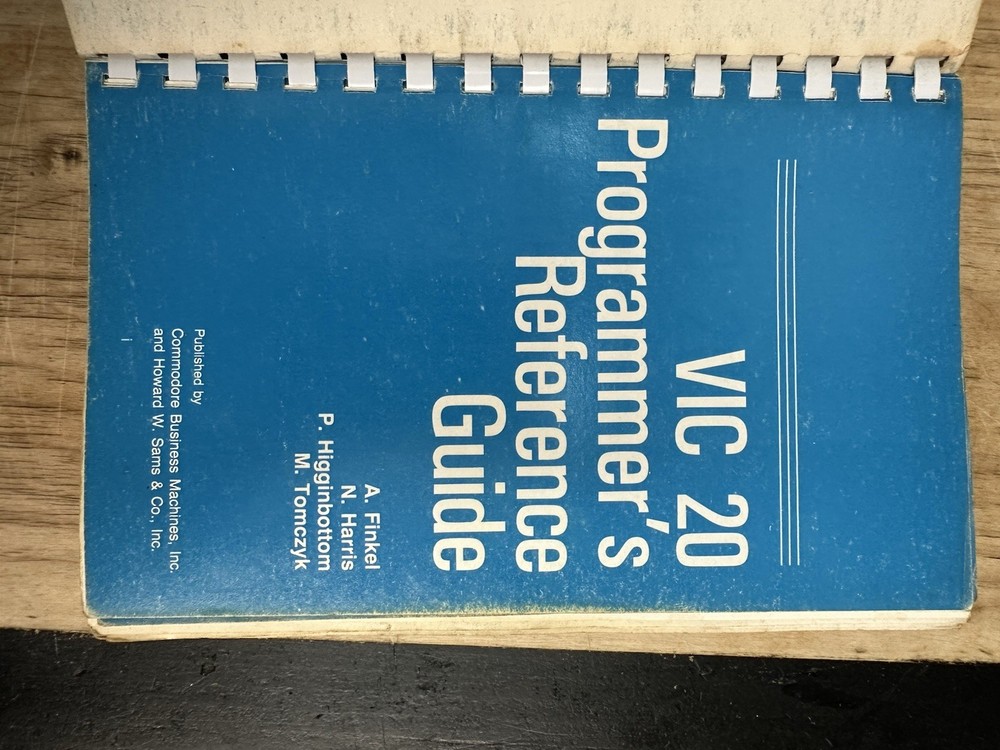 VIC 20
Programmer's
Reference
Guide
A. Finkel
N. Harris
P. Higginbottom
M. Tomczyk
Published by
Commodore Business Machines, Inc.
and Howard W. Sams & Co., Inc.
i